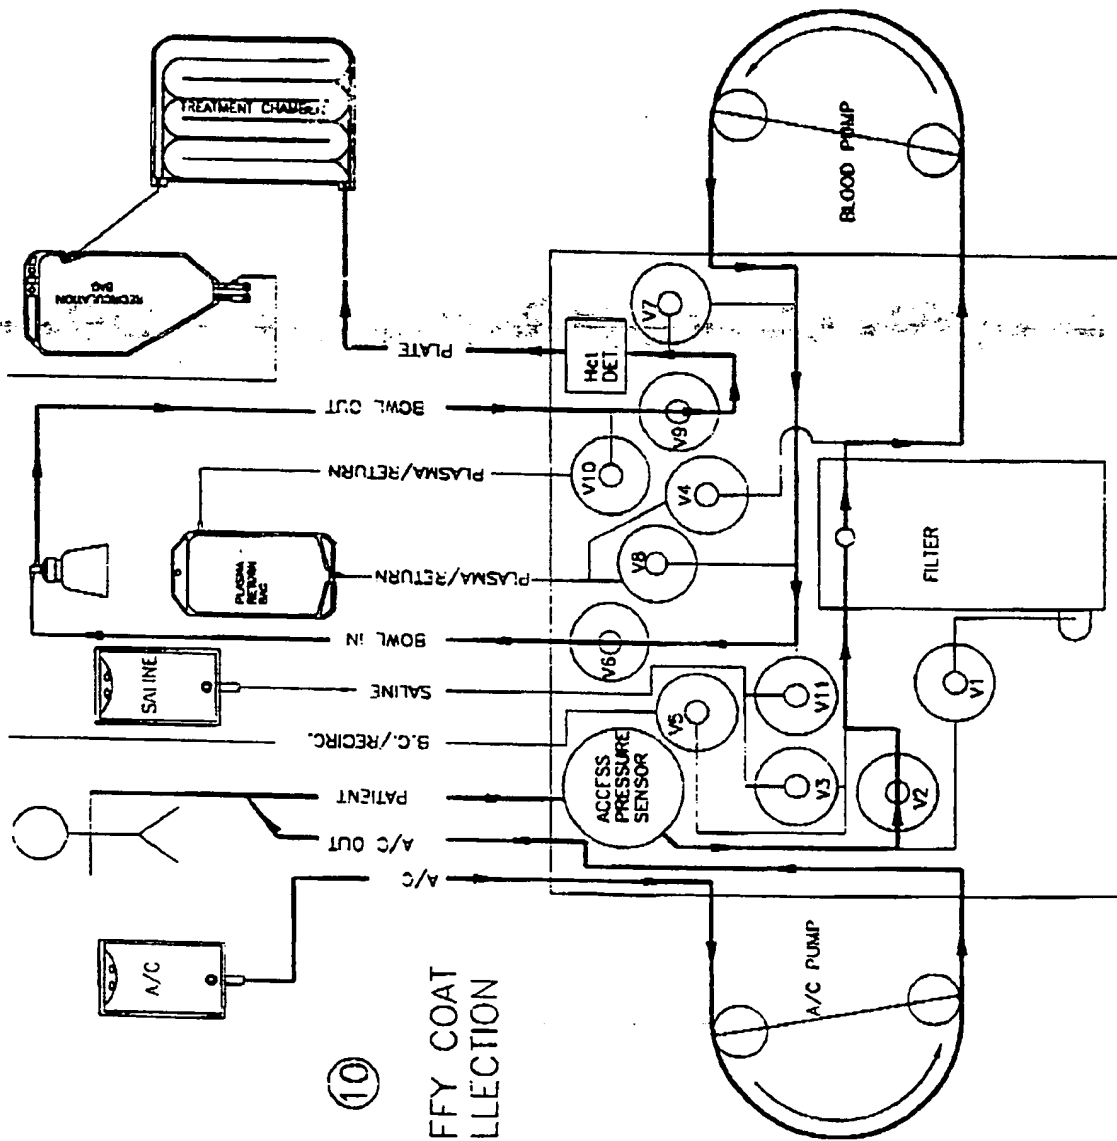 TREATMENT CHAMBER
RECIRCULATION
BAG
PLATE
BOWL OUT
PLASMA/RETURN
PLASMA
RETURN
BAG
PLASMA/RETURN
BOWL IN
SALINE
SALINE
B.C./RECIRC.
PATIENT
A/C OUT
A/C
A/C
BLOOD PUMP
V7
Hct
DET.
V9
V10
V4
V8
V6
V5
V11
ACCESS
PRESSURE
SENSOR
V3
V2
V1
FILTER
A/C PUMP
10
FFY COAT
LLECTION